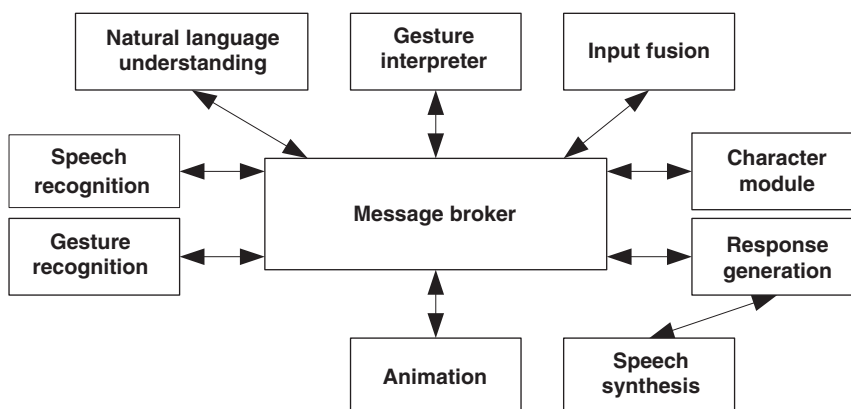 Natural language
understanding
Gesture
interpreter
Input fusion
Speech
recognition
Message broker
Character
module
Gesture
recognition
Response
generation
Animation
Speech
synthesis